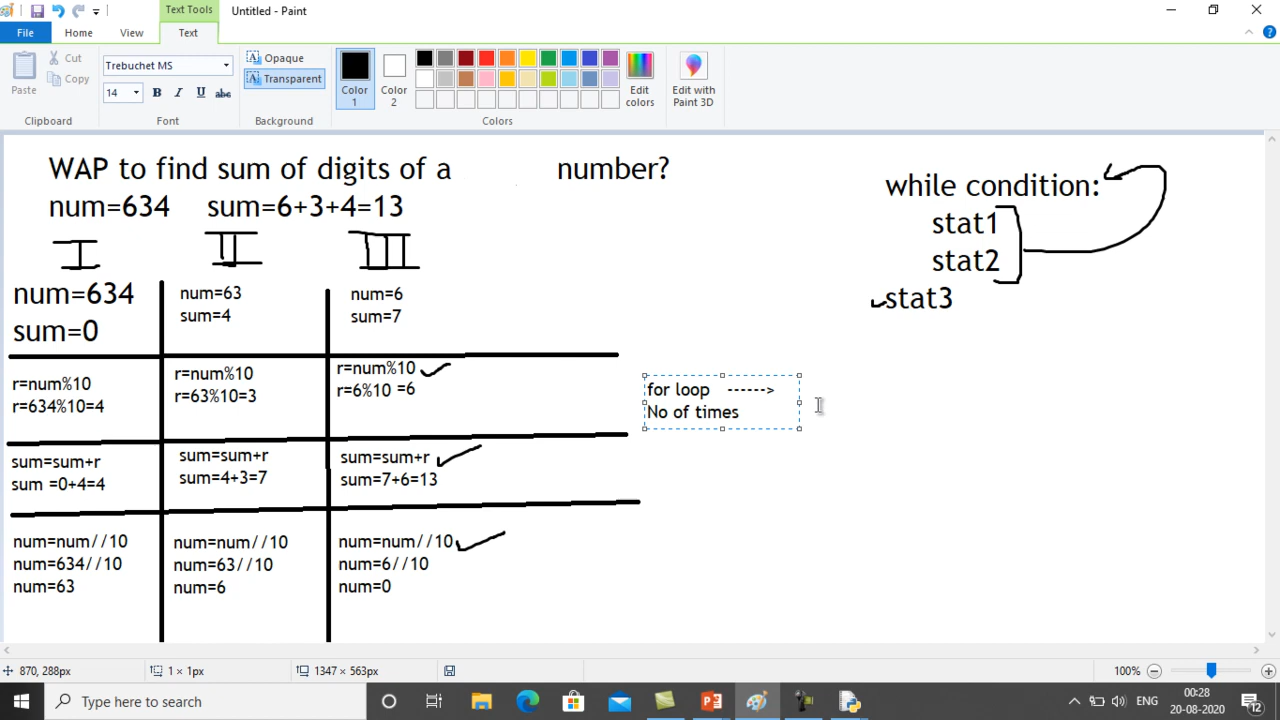 Text Tools
Untitled - Paint
File
Home
View
Text
Paste
Cut
Copy
Clipboard
Trebuchet MS
14
B I U abc
Font
Opaque
Transparent
Background
Color 1
Color 2
Edit colors
Edit with Paint 3D
Colors
WAP to find sum of digits of a number?
num=634 sum=6+3+4=13
I II III
num=634
sum=0
num=63
sum=4
num=6
sum=7
r=num%10
r=634%10=4
r=num%10
r=63%10=3
r=num%10
r=6%10 =6
sum=sum+r
sum =0+4=4
sum=sum+r
sum=4+3=7
sum=sum+r
sum=7+6=13
num=num//10
num=634//10
num=63
num=num//10
num=63//10
num=6
num=num//10
num=6//10
num=0
for loop ------>
No of times
while condition:
stat1
stat2
stat3
870, 288px
1 × 1px
1347 × 563px
100%
Type here to search
ENG
00:28
20-08-2020
12